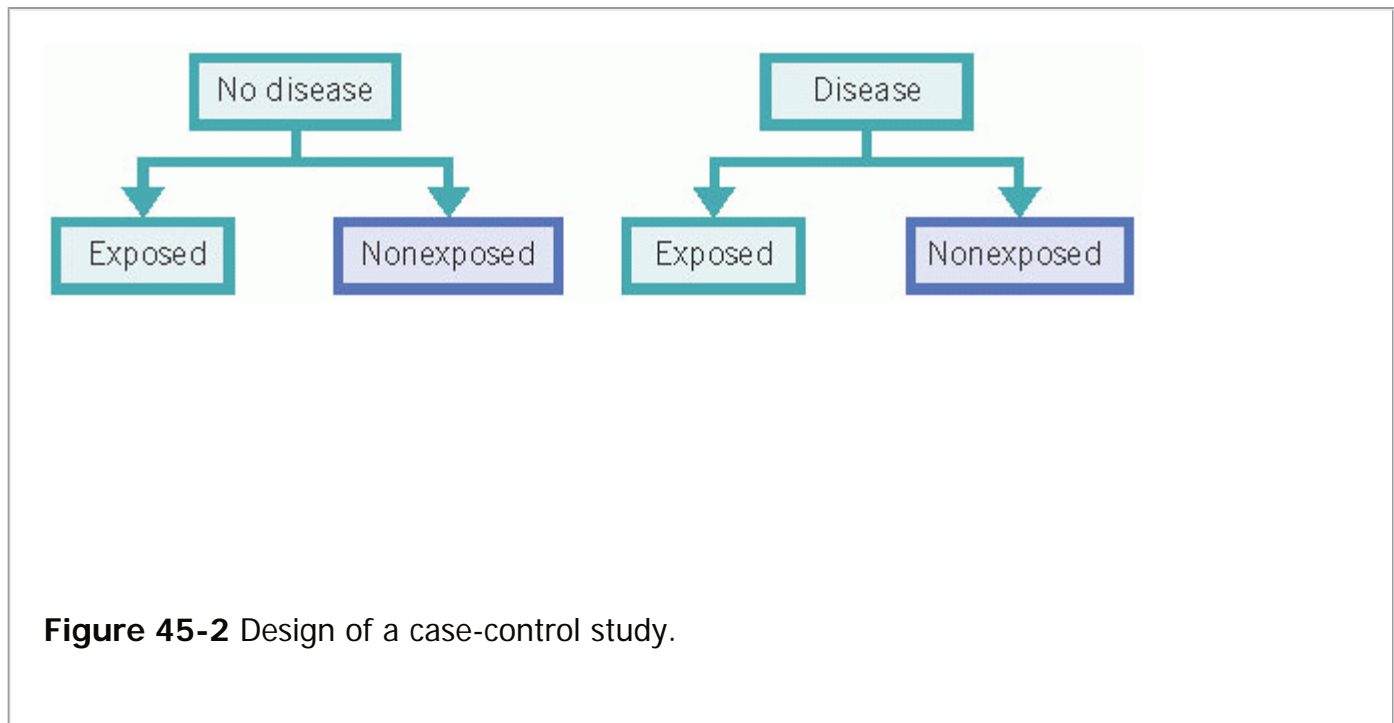 No disease
Disease
Exposed
Nonexposed
Exposed
Nonexposed
Figure 45-2 Design of a case-control study.